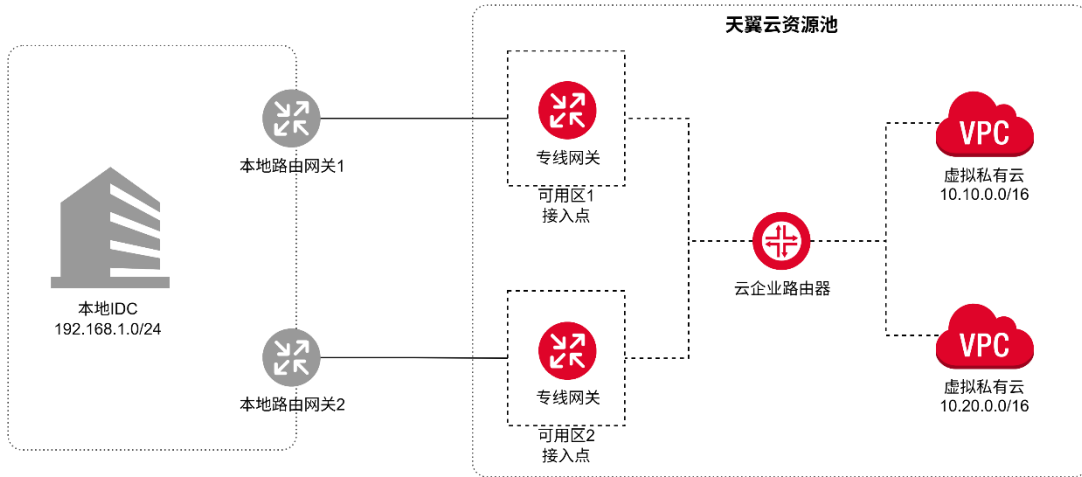 天翼云资源池
本地路由网关1
专线网关
可用区1
接入点
VPC
虚拟私有云
10.10.0.0/16
本地IDC
192.168.1.0/24
云企业路由器
本地路由网关2
专线网关
可用区2
接入点
VPC
虚拟私有云
10.20.0.0/16